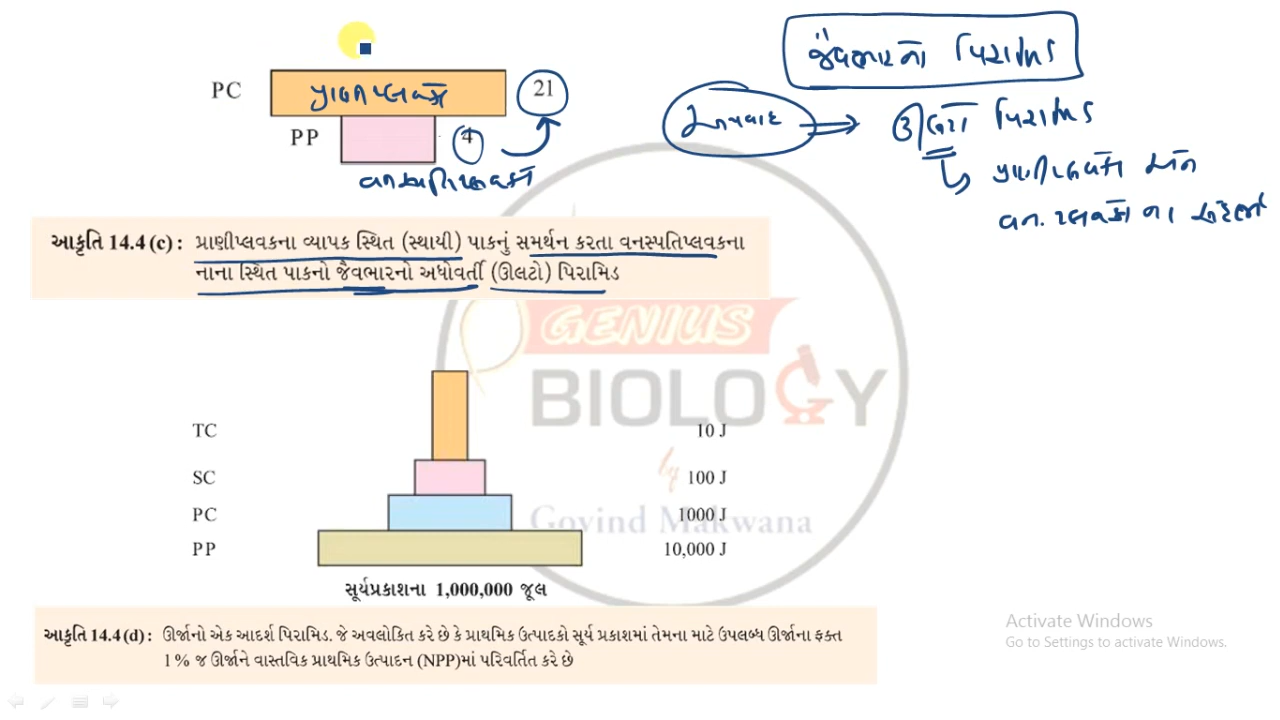 જૈવભારનો પિરામિડ
PC પ્રાણીપ્લવકો 21
અપવાદ ⇒ ઊલટો પિરામિડ
PP 4
વનસ્પતિપ્લવકો
પ્રાણીપ્લવકો અને
વન. પ્લવકો ના
આકૃતિ 14.4 (c) : પ્રાણીપ્લવકના વ્યાપક સ્થિત (સ્થાયી) પાકનું સમર્થન કરતા વનસ્પતિપ્લવકના
નાના સ્થિત પાકનો જૈવભારનો અધોવર્તી (ઊલટો) પિરામિડ
GENIUS
BIOLOGY
by
Govind Makwana
TC 10 J
SC 100 J
PC 1000 J
PP 10,000 J
સૂર્યપ્રકાશના 1,000,000 જૂલ
આકૃતિ 14.4 (d) : ઊર્જાનો એક આદર્શ પિરામિડ. જે અવલોકિત કરે છે કે પ્રાથમિક ઉત્પાદકો સૂર્ય પ્રકાશમાં તેમના માટે ઉપલબ્ધ ઊર્જાના ફક્ત
1% જ ઊર્જાને વાસ્તવિક પ્રાથમિક ઉત્પાદન (NPP)માં પરિવર્તિત કરે છે
Activate Windows
Go to Settings to activate Windows.